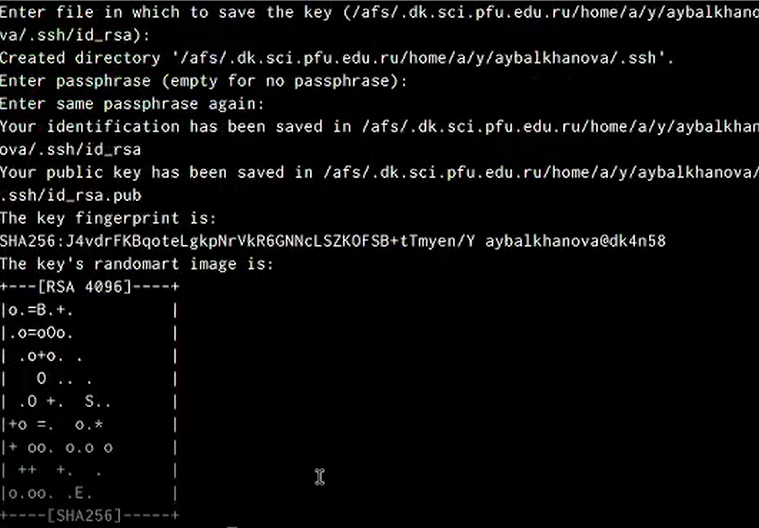 Enter file in which to save the key (/afs/.dk.sci.pfu.edu.ru/home/a/y/aybalkhano
va/.ssh/id_rsa):
Created directory '/afs/.dk.sci.pfu.edu.ru/home/a/y/aybalkhanova/.ssh'.
Enter passphrase (empty for no passphrase):
Enter same passphrase again:
Your identification has been saved in /afs/.dk.sci.pfu.edu.ru/home/a/y/aybalkhan
ova/.ssh/id_rsa
Your public key has been saved in /afs/.dk.sci.pfu.edu.ru/home/a/y/aybalkhanova/
.ssh/id_rsa.pub
The key fingerprint is:
SHA256:J4vdrFKBqoteLgkpNrVkR6GNNcLSZKOFSB+tTmyen/Y aybalkhanova@dk4n58
The key's randomart image is:
+---[RSA 4096]----+
|o.=B.+.          |
|.o=oOo.          |
| .o+o. .         |
|   O .. .        |
| .O +.  S..      |
|+o =.  o.*       |
|+ oo. o.o o      |
| ++  +.  .       |
|o.oo. .E.        |
+----[SHA256]-----+